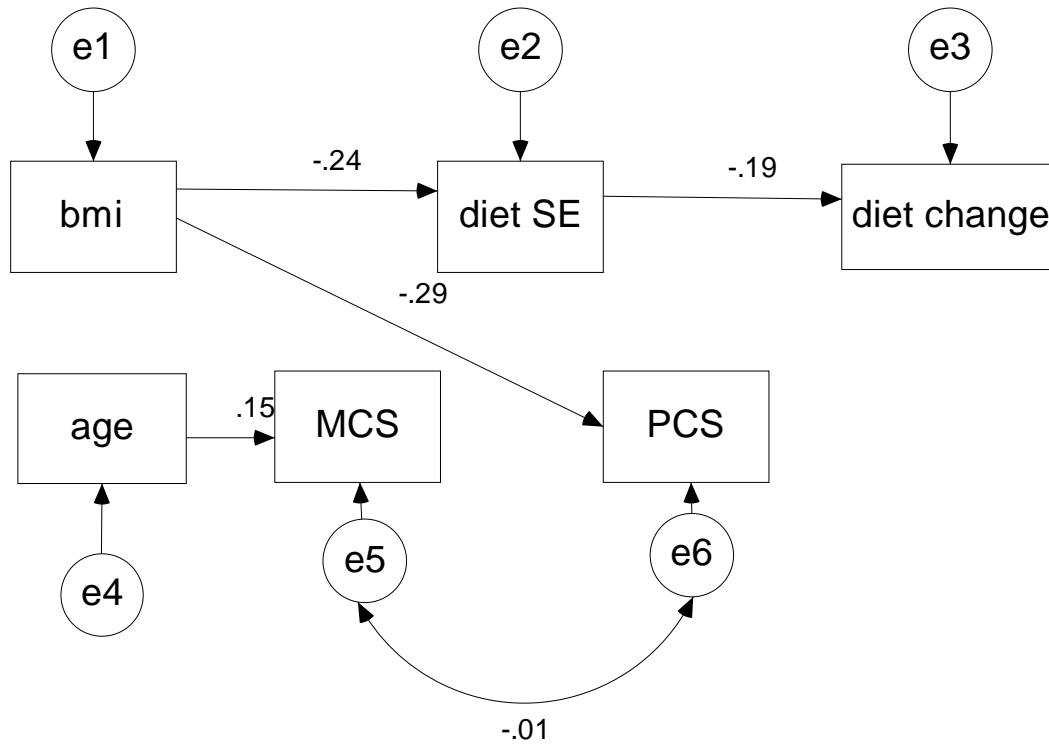 e1
e2
e3
-.24
-.19
bmi
diet SE
diet change
-.29
age
.15
MCS
PCS
e4
e5
e6
-.01